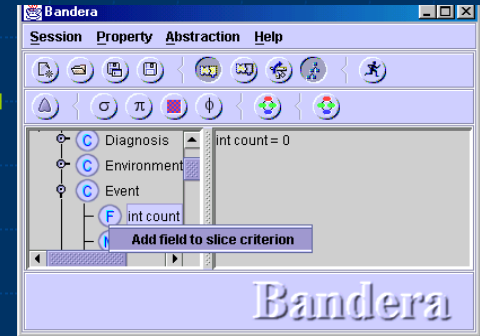 Bandera
Session Property Abstraction Help
σ π ϕ
C Diagnosis
int count = 0
C Environment
C Event
F int count
Add field to slice criterion
Bandera